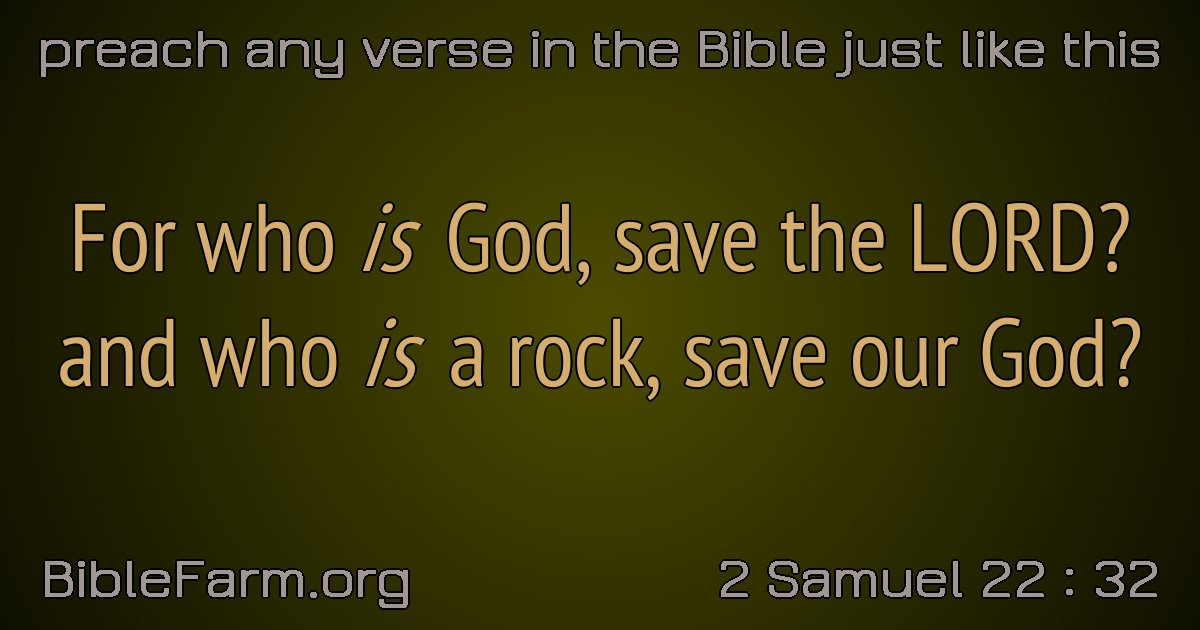 preach any verse in the Bible just like this
For who is God, save the LORD?
and who is a rock, save our God?
BibleFarm.org
2 Samuel 22 : 32